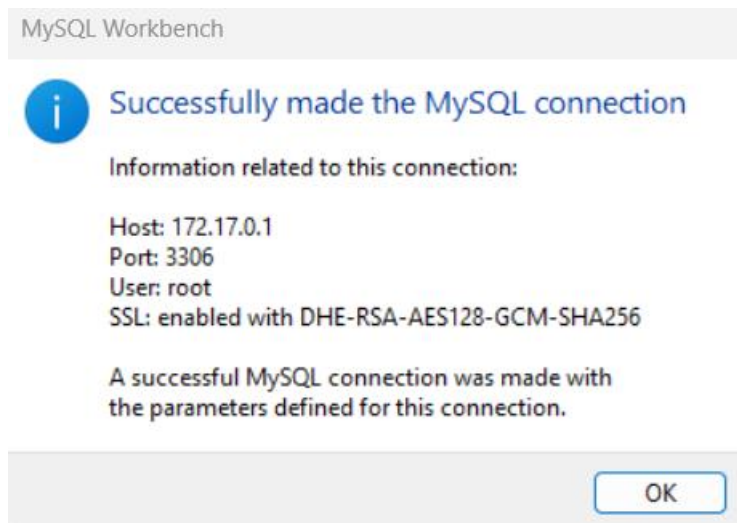 MySQL Workbench
Successfully made the MySQL connection
Information related to this connection:
Host: 172.17.0.1
Port: 3306
User: root
SSL: enabled with DHE-RSA-AES128-GCM-SHA256
A successful MySQL connection was made with
the parameters defined for this connection.
OK